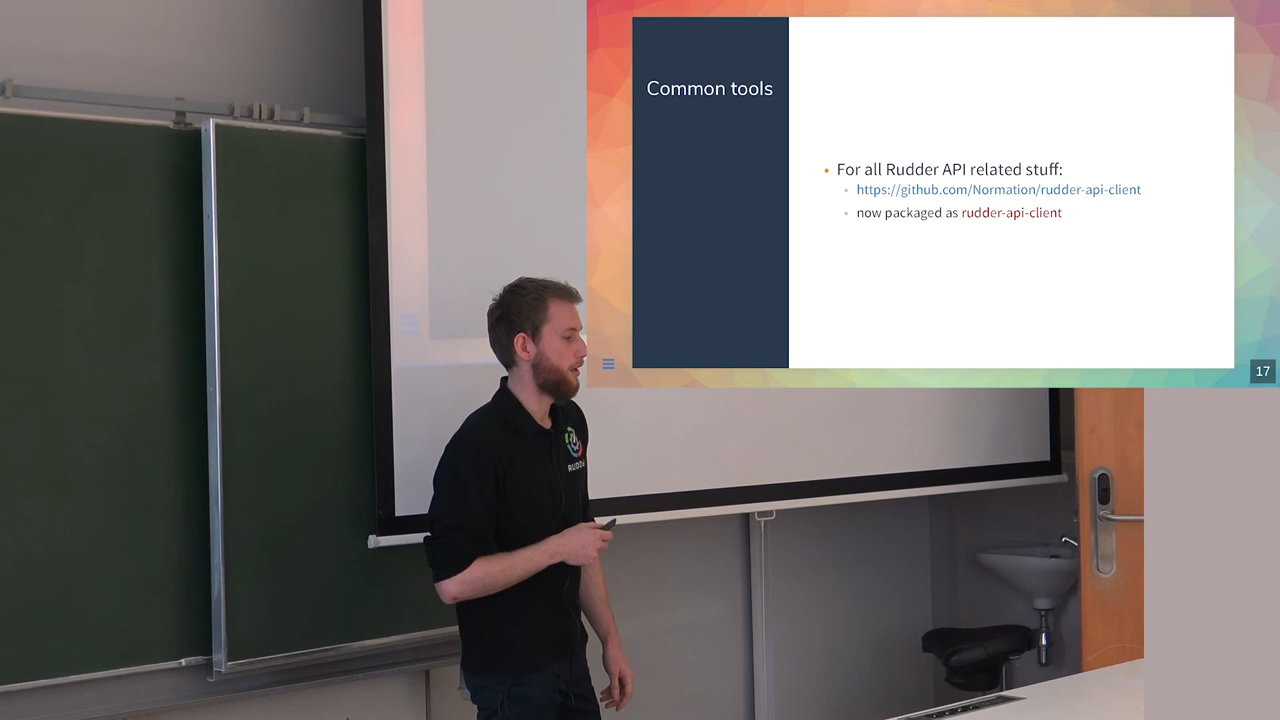 Common tools
For all Rudder API related stuff:
https://github.com/Normation/rudder-api-client
now packaged as rudder-api-client
17